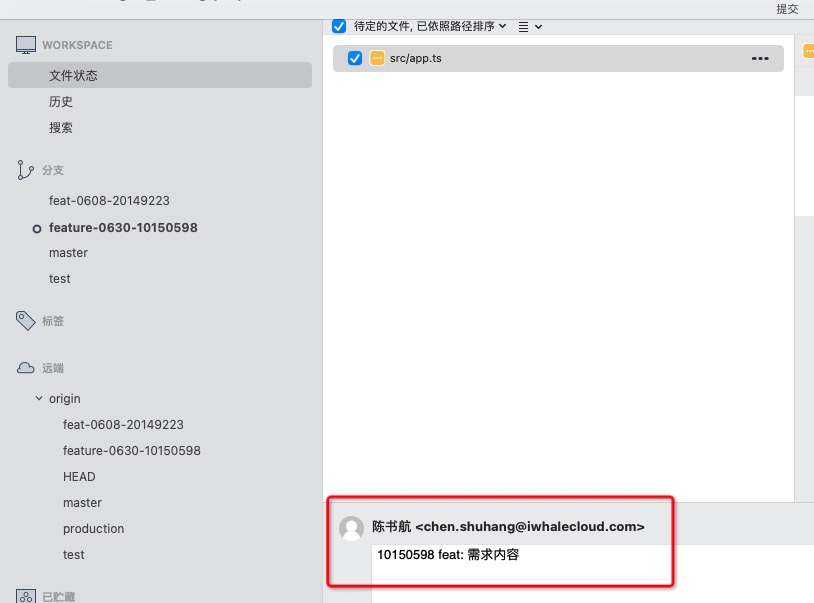 提交
WORKSPACE
文件状态
历史
搜索
分支
feat-0608-20149223
feature-0630-10150598
master
test
标签
远端
origin
feat-0608-20149223
feature-0630-10150598
HEAD
master
production
test
已贮藏
待定的文件, 已依照路径排序
src/app.ts
陈书航 <chen.shuhang@iwhalecloud.com>
10150598 feat: 需求内容